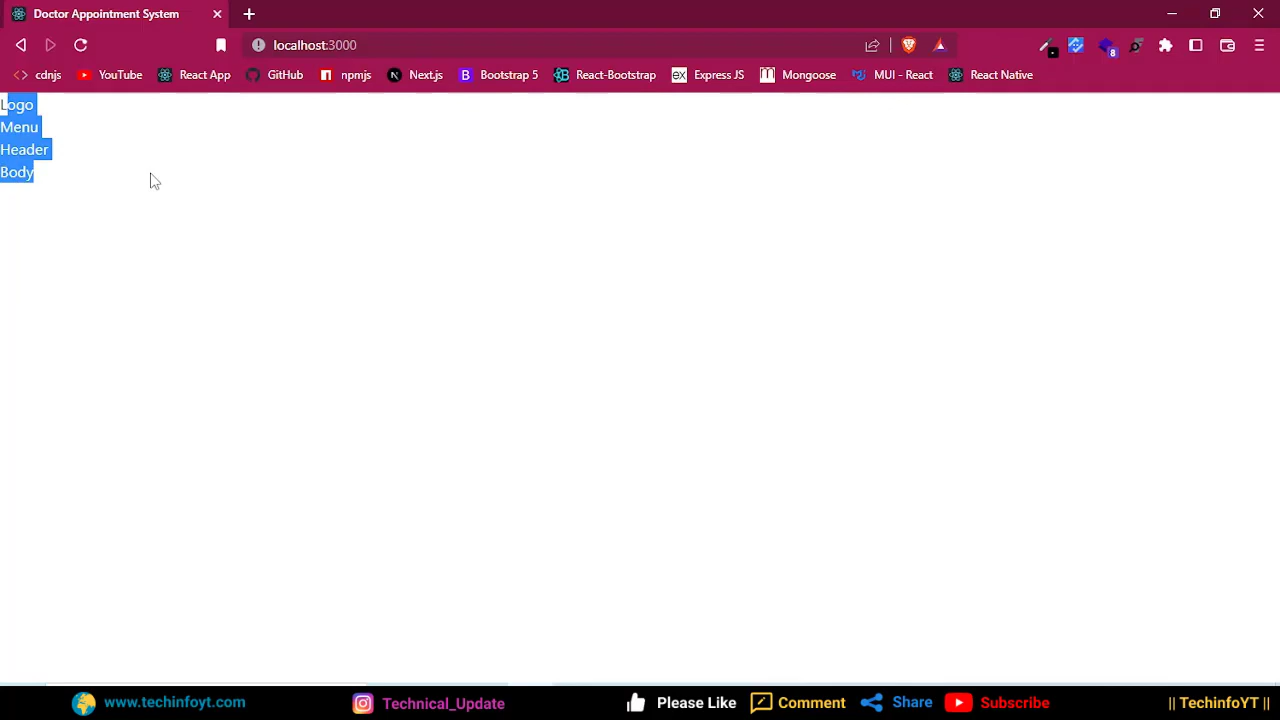 Doctor Appointment System
localhost:3000
8
cdnjs YouTube React App GitHub npmjs Next.js B Bootstrap 5 React-Bootstrap ex Express JS Mongoose MUI - React React Native
Logo
Menu
Header
Body
www.techinfoyt.com Technical_Update Please Like Comment Share Subscribe || TechinfoYT ||